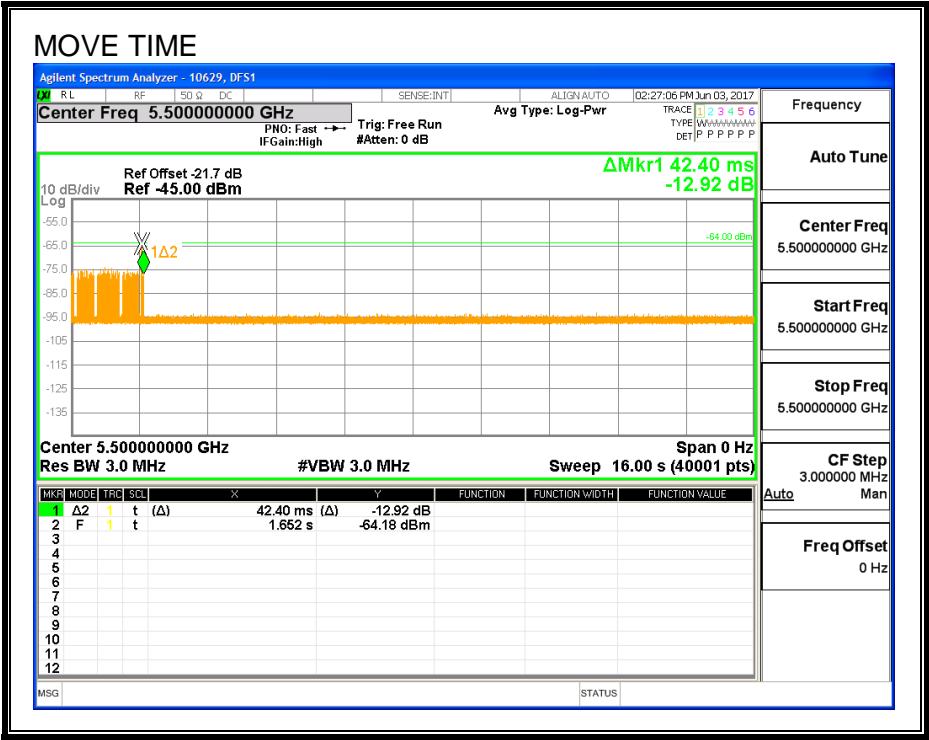 MOVE TIME
Agilent Spectrum Analyzer - 10629, DFS1
LXI RL RF 50 Ω DC SENSE:INT ALIGN AUTO 02:27:06 PM Jun 03, 2017
Center Freq 5.500000000 GHz
PNO: Fast
IFGain:High
Trig: Free Run
#Atten: 0 dB
Avg Type: Log-Pwr
TRACE 1 2 3 4 5 6
TYPE W
DET P P P P P P
Frequency
Auto Tune
Center Freq
5.500000000 GHz
Start Freq
5.500000000 GHz
Stop Freq
5.500000000 GHz
CF Step
3.000000 MHz
Auto Man
Freq Offset
0 Hz
ΔMkr1 42.40 ms
-12.92 dB
Ref Offset -21.7 dB
10 dB/div Ref -45.00 dBm
Log
-55.0
-65.0
-75.0
-85.0
-95.0
-105
-115
-125
-135
1Δ2
-64.00 dBm
Center 5.500000000 GHz Span 0 Hz
Res BW 3.0 MHz #VBW 3.0 MHz Sweep 16.00 s (40001 pts)
MKR MODE TRC SCL X Y FUNCTION FUNCTION WIDTH FUNCTION VALUE
1 Δ2 1 t (Δ) 42.40 ms (Δ) -12.92 dB
2 F 1 t 1.652 s -64.18 dBm
3
4
5
6
7
8
9
10
11
12
MSG STATUS